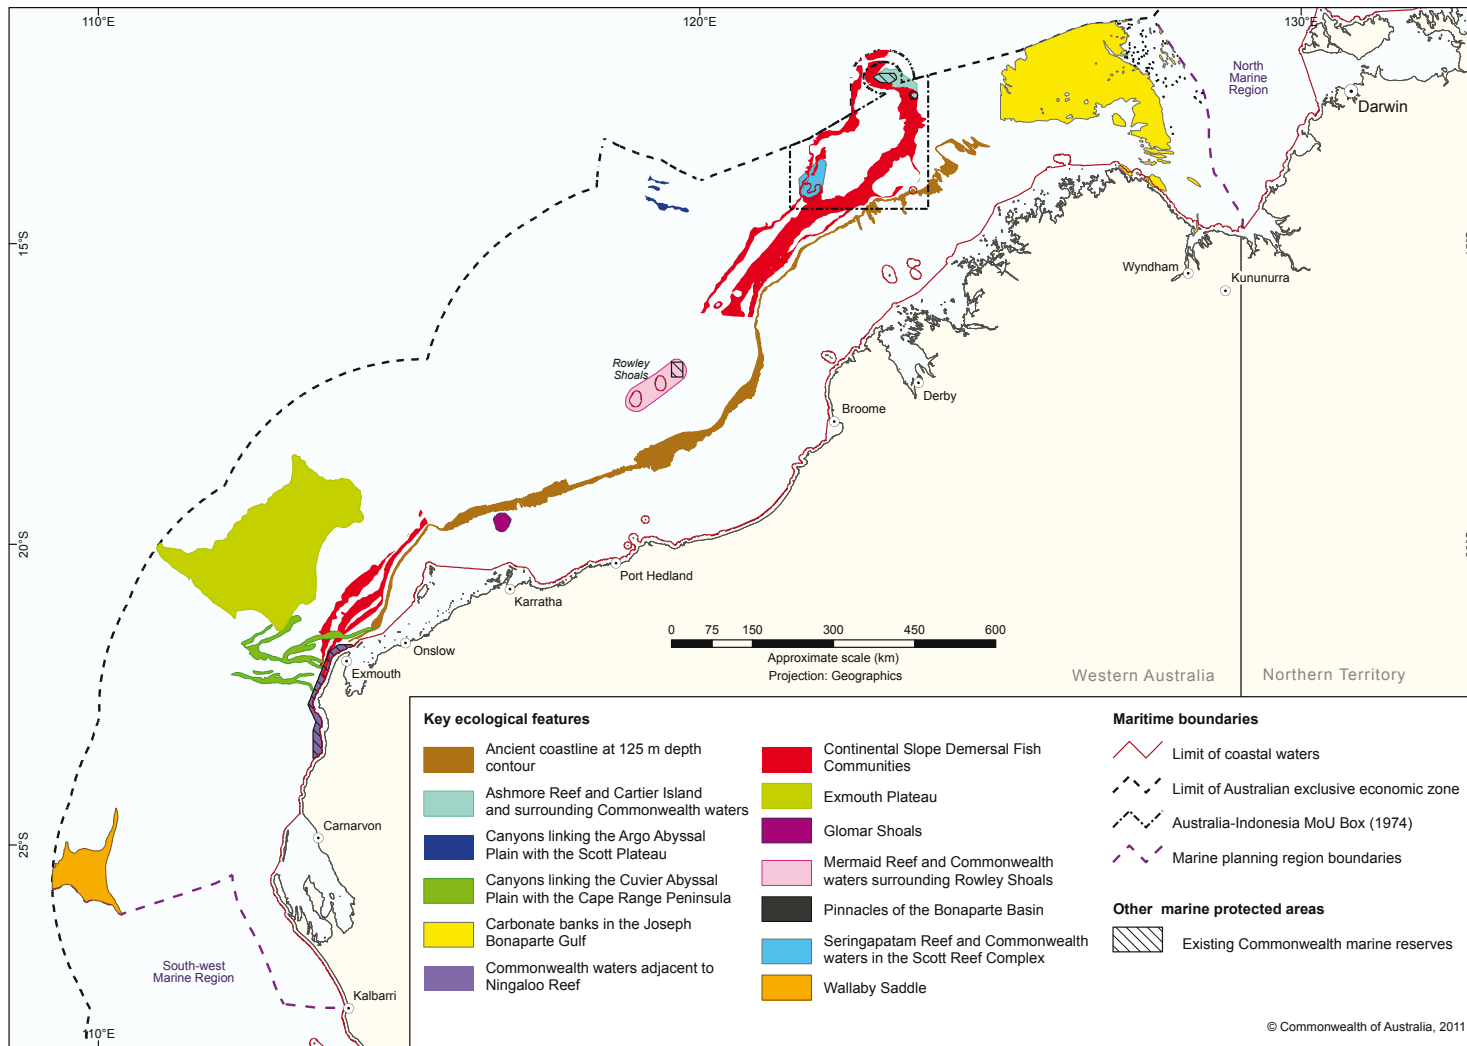 110°E
120°E
130°E
North
Marine
Region
Darwin
15°S
Wyndham
Kununurra
Rowley
Shoals
Derby
Broome
20°S
Port Hedland
Karratha
Onslow
Exmouth
0 75 150 300 450 600
Approximate scale (km)
Projection: Geographics
Western Australia
Northern Territory
25°S
Carnarvon
South-west
Marine Region
Kalbarri
110°E
Key ecological features
Ancient coastline at 125 m depth
contour
Ashmore Reef and Cartier Island
and surrounding Commonwealth waters
Canyons linking the Argo Abyssal
Plain with the Scott Plateau
Canyons linking the Cuvier Abyssal
Plain with the Cape Range Peninsula
Carbonate banks in the Joseph
Bonaparte Gulf
Commonwealth waters adjacent to
Ningaloo Reef
Continental Slope Demersal Fish
Communities
Exmouth Plateau
Glomar Shoals
Mermaid Reef and Commonwealth
waters surrounding Rowley Shoals
Pinnacles of the Bonaparte Basin
Seringapatam Reef and Commonwealth
waters in the Scott Reef Complex
Wallaby Saddle
Maritime boundaries
Limit of coastal waters
Limit of Australian exclusive economic zone
Australia-Indonesia MoU Box (1974)
Marine planning region boundaries
Other marine protected areas
Existing Commonwealth marine reserves
© Commonwealth of Australia, 2011